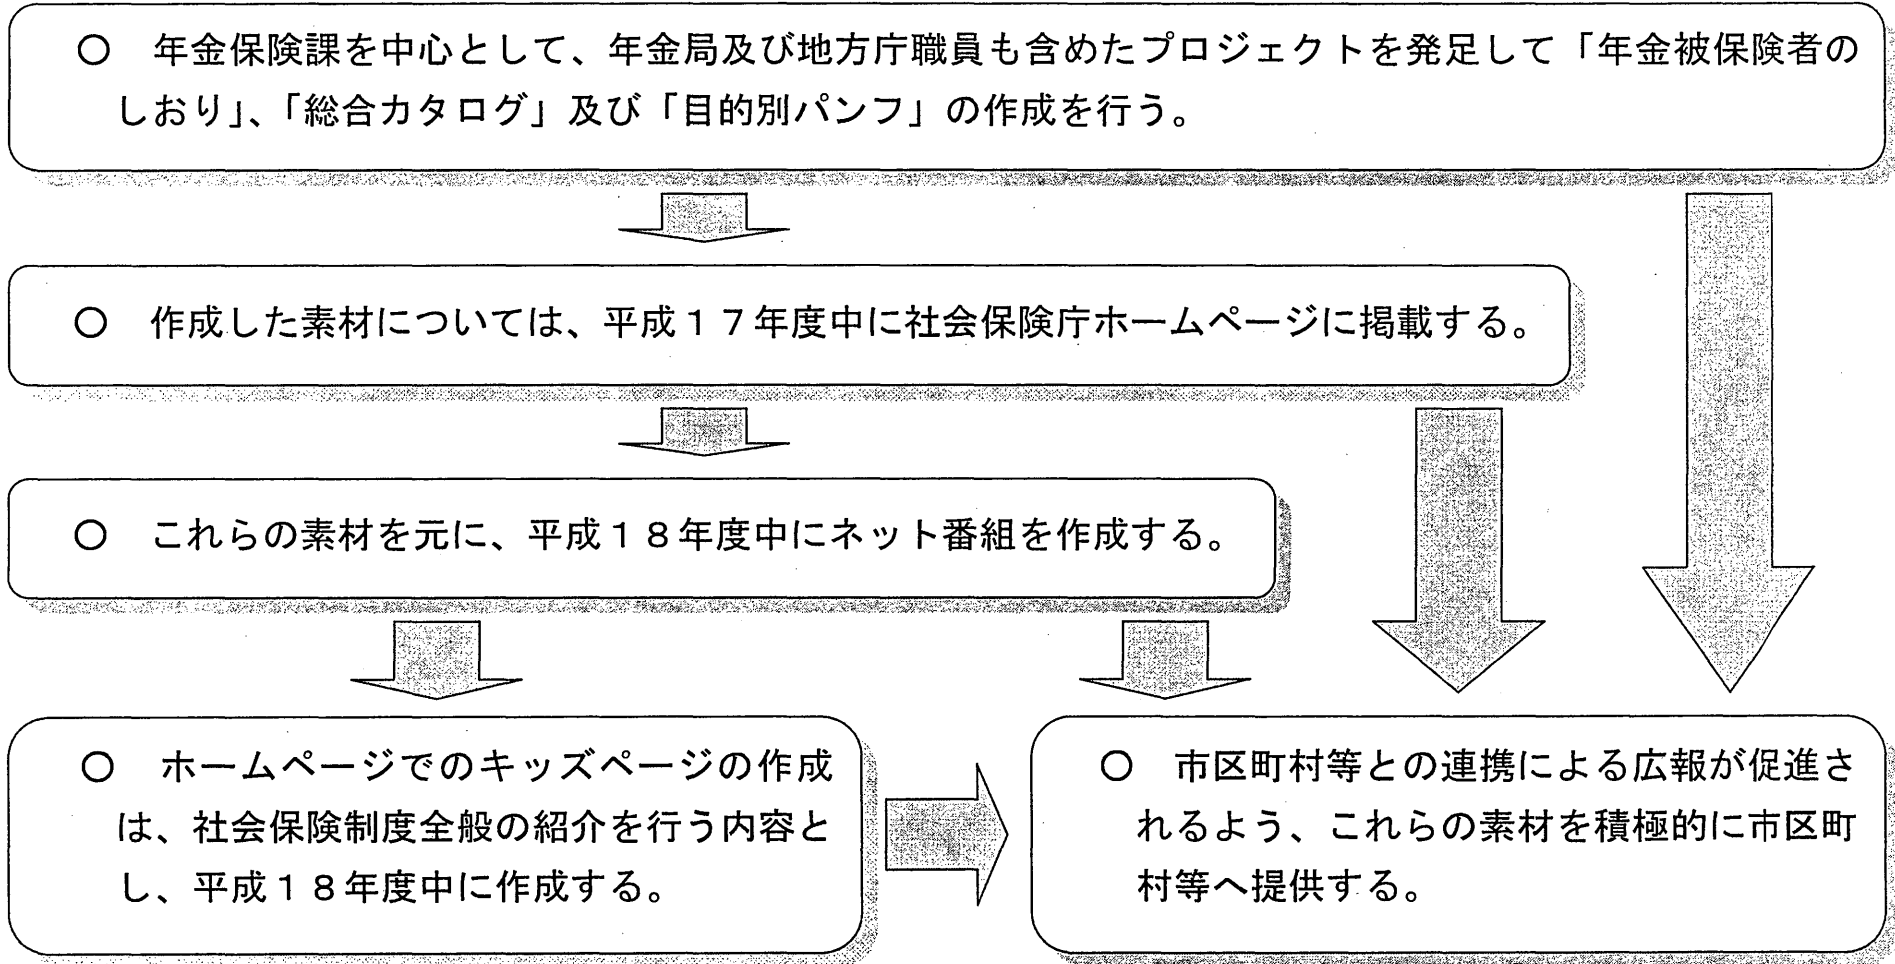 ○ 年金保険課を中心として、年金局及び地方庁職員も含めたプロジェクトを発足して「年金被保険者の
しおり」、「総合カタログ」及び「目的別パンフ」の作成を行う。
○ 作成した素材については、平成１７年度中に社会保険庁ホームページに掲載する。
○ これらの素材を元に、平成１８年度中にネット番組を作成する。
○ ホームページでのキッズページの作成
は、社会保険制度全般の紹介を行う内容と
し、平成１８年度中に作成する。
○ 市区町村等との連携による広報が促進さ
れるよう、これらの素材を積極的に市区町
村等へ提供する。